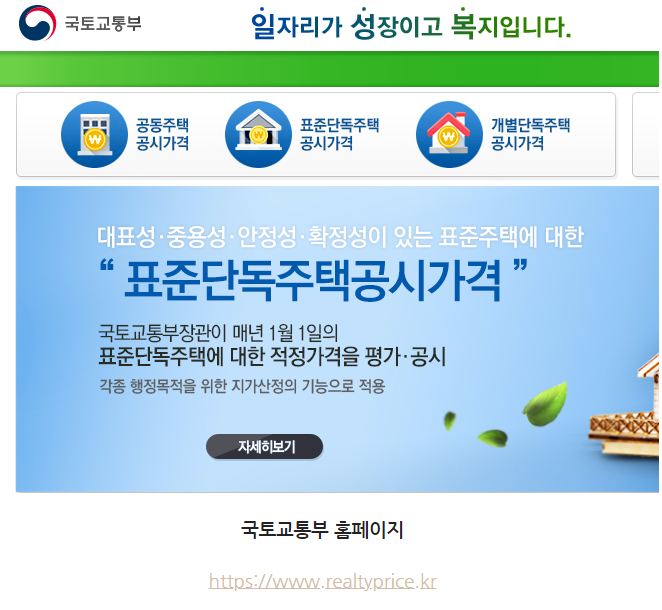 국토교통부
일자리가 성장이고 복지입니다.
공동주택
공시가격
표준단독주택
공시가격
개별단독주택
공시가격
대표성·중용성·안정성·확정성이 있는 표준주택에 대한
“ 표준단독주택공시가격 ”
국토교통부장관이 매년 1월 1일의
표준단독주택에 대한 적정가격을 평가·공시
각종 행정목적을 위한 지가산정의 기능으로 적용
자세히보기
국토교통부 홈페이지
https://www.realtyprice.kr